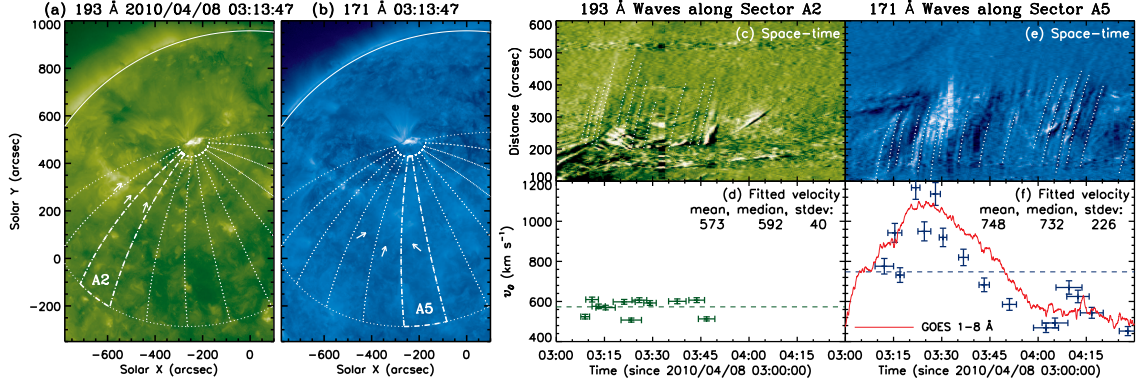 (a) 193 Å 2010/04/08 03:13:47
(b) 171 Å 03:13:47
193 Å Waves along Sector A2
171 Å Waves along Sector A5
1000
800
600
400
200
0
-200
Solar Y (arcsec)
A2
A5
-600 -400 -200 0
Solar X (arcsec)
-600 -400 -200 0
Solar X (arcsec)
600
500
400
300
200
100
Distance (arcsec)
(c) Space-time
(e) Space-time
1200
1000
800
600
400
vθ (km s⁻¹)
(d) Fitted velocity
mean, median, stdev:
573 592 40
(f) Fitted velocity
mean, median, stdev:
748 732 226
GOES 1-8 Å
03:00 03:15 03:30 03:45 04:00 04:15
Time (since 2010/04/08 03:00:00)
03:00 03:15 03:30 03:45 04:00 04:15
Time (since 2010/04/08 03:00:00)